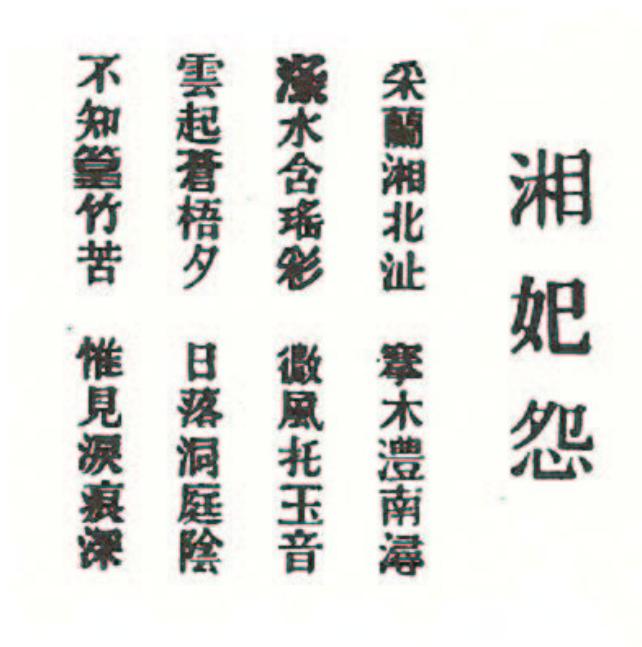 湘妃怨
采蘭湘北沚 搴木澧南潯
淥水含瑤彩 微風托玉音
雲起蒼梧夕 日落洞庭陰
不知篁竹苦 惟見淚痕深